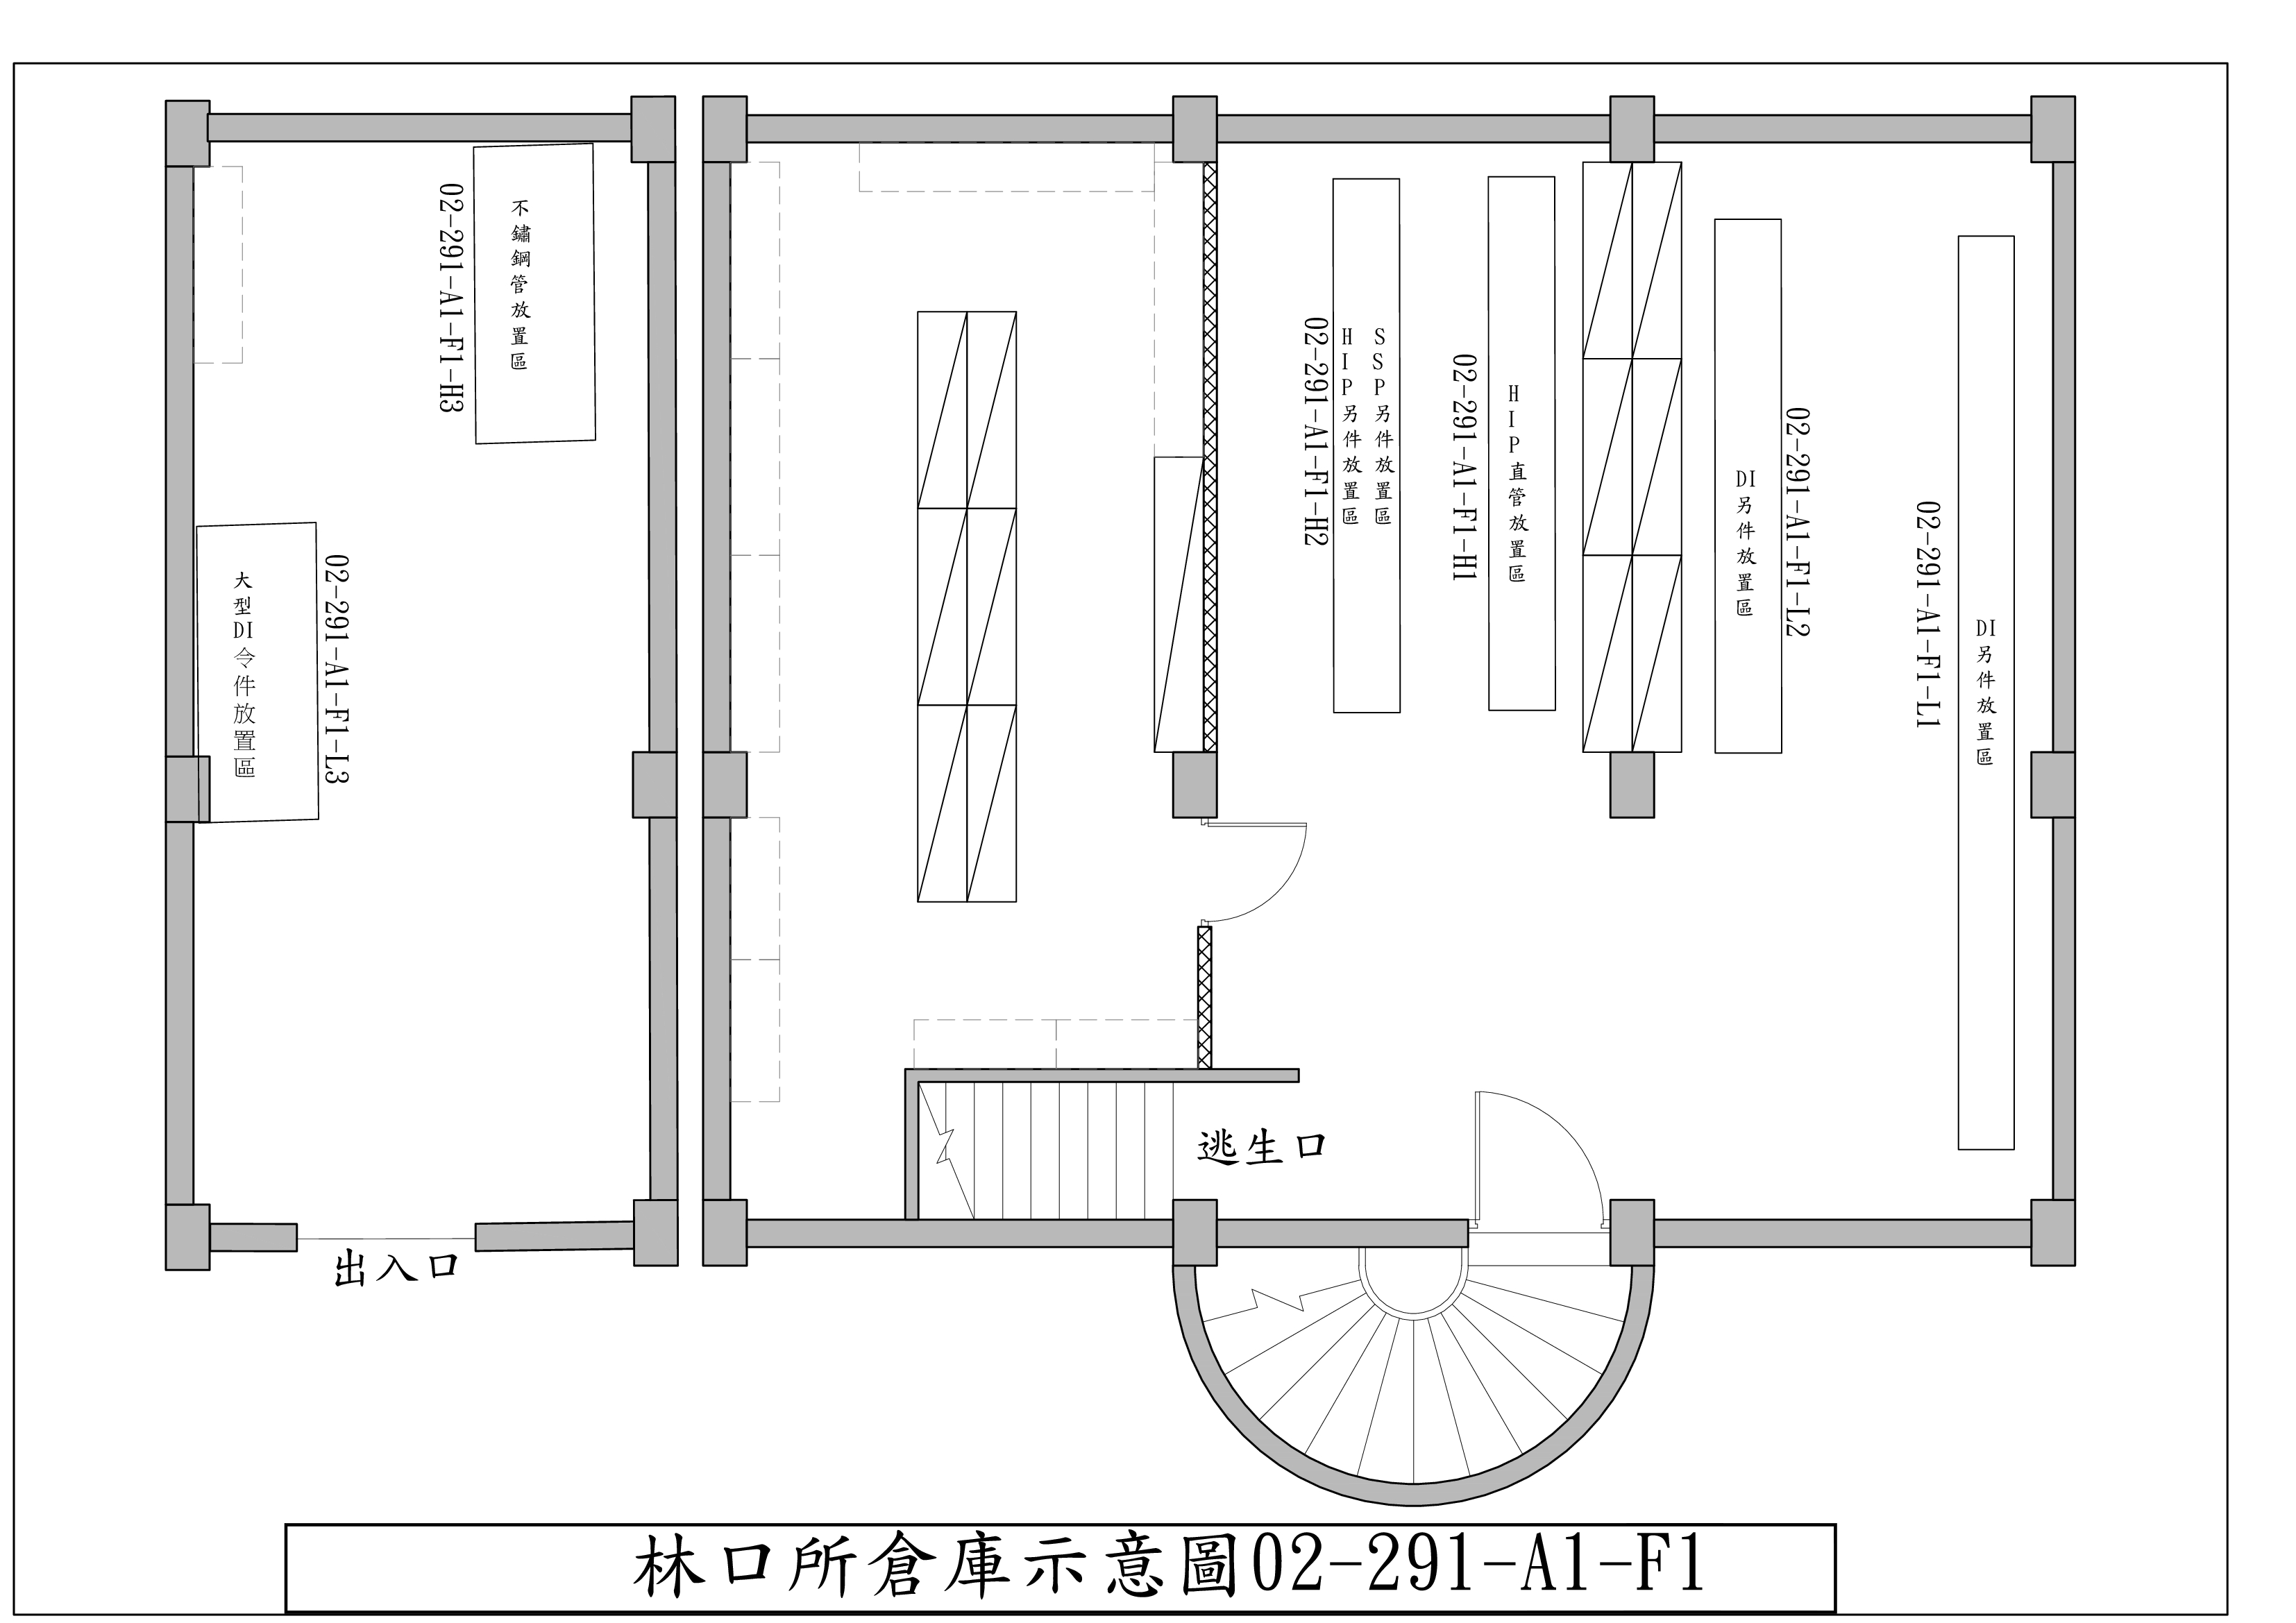 不鏽鋼管放置區
02-291-A1-F1-H3
大型DI令件放置區
02-291-A1-F1-L3
出入口
02-291-A1-F1-H2
HIP另件放置區
SSP另件放置區
02-291-A1-F1-H1
HIP直管放置區
DI另件放置區
02-291-A1-F1-L2
02-291-A1-F1-L1
DI另件放置區
逃生口
林口所倉庫示意圖02-291-A1-F1